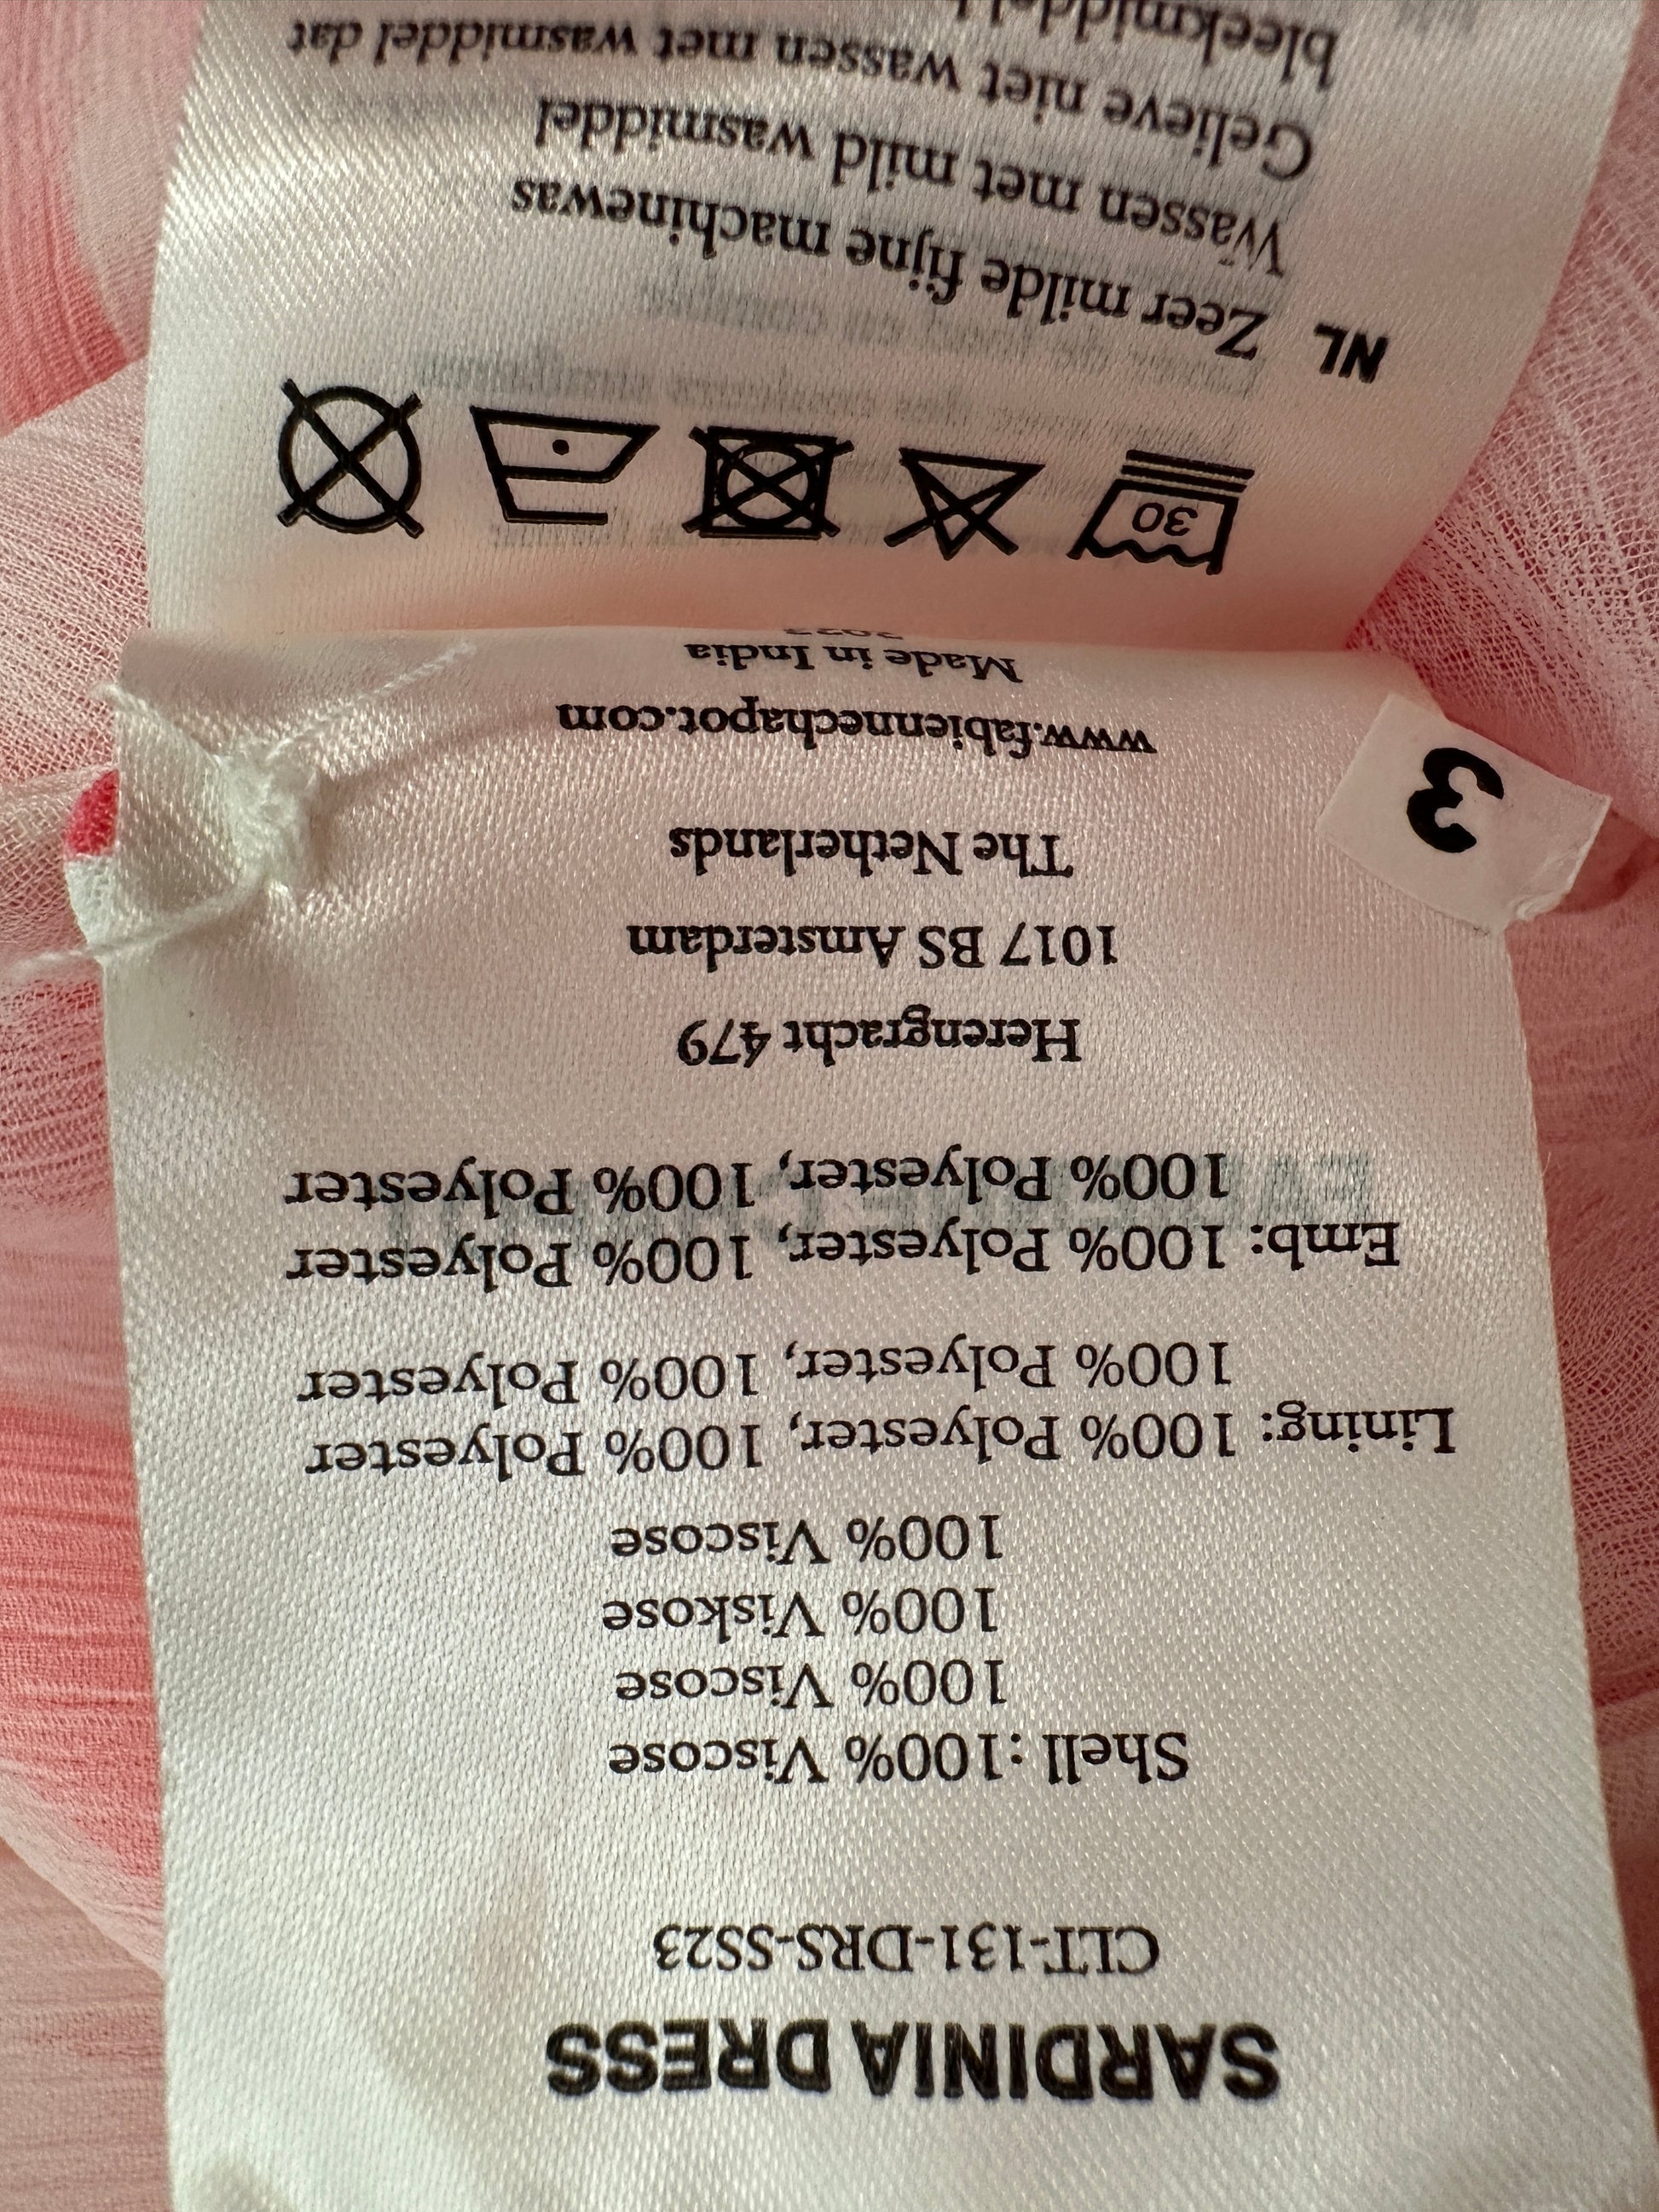 SARDINIA DRESS
CLT-131-DRS-SS23
Shell :100% Viscose
100% Viscose
100% Viskose
100% Viscose
Lining: 100% Polyester, 100% Polyester
100% Polyester, 100% Polyester
Emb: 100% Polyester, 100% Polyester
100% Polyester, 100% Polyester
Herengracht 479
1017 BS Amsterdam
The Netherlands
www.fabiennechapot.com
3
Made in India
30
NL Zeer milde fijne machinewas
Wassen met mild wasmiddel
Gelieve niet wassen met wasmiddel dat